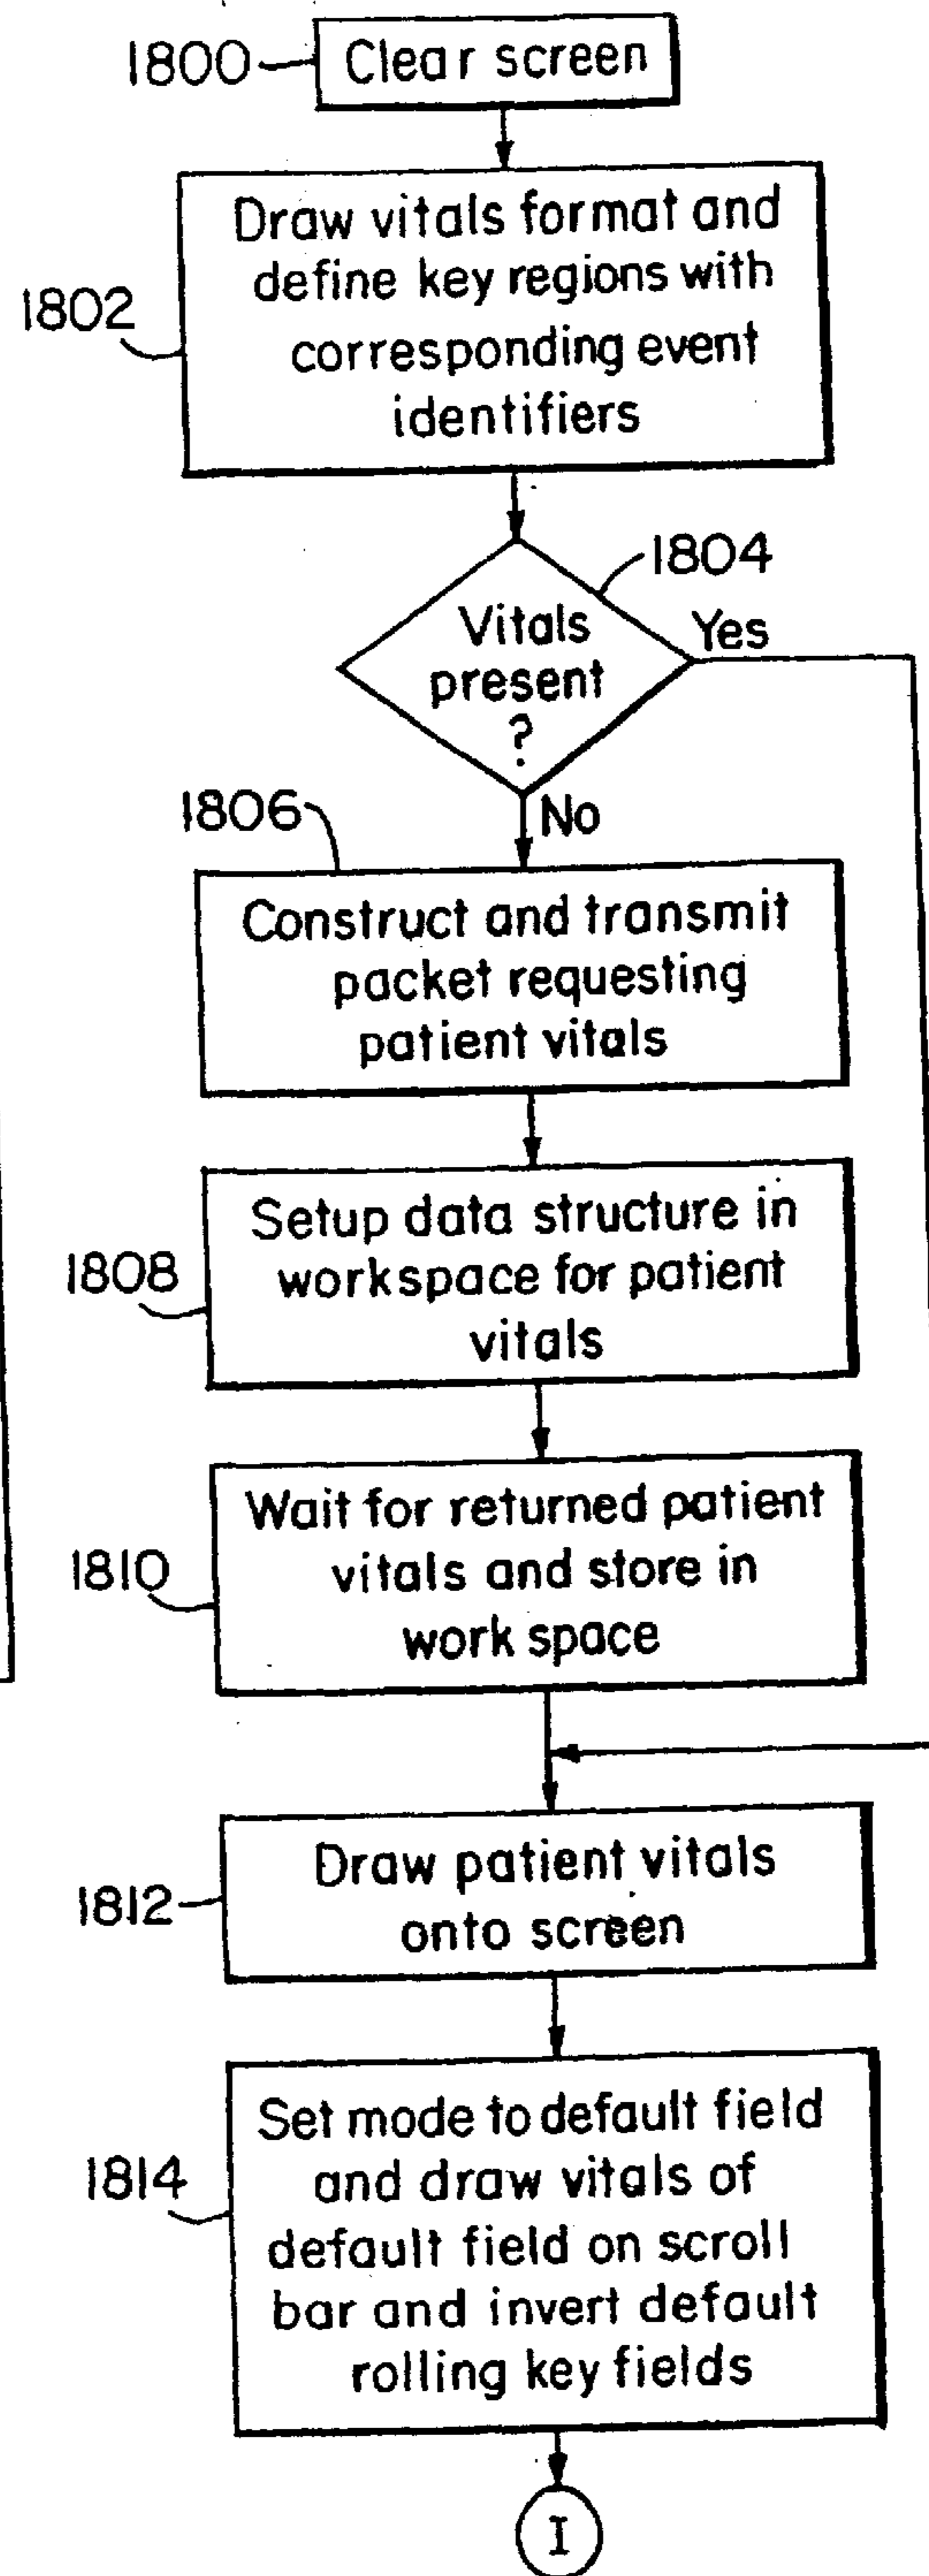 1800
Clear screen
Draw vitals format and
define key regions with
1802
corresponding event
identifiers
1804
Vitals
Yes
present
?
1806
No
Construct and transmit
packet requesting
patient vitals
Setup data structure in
1808
workspace for patient
vitals
Wait for returned patient
1810
vitals and store in
work space
Draw patient vitals
1812
onto screen
Set mode to default field
1814
and draw vitals of
default field on scroll
bar and invert default
rolling key fields
I